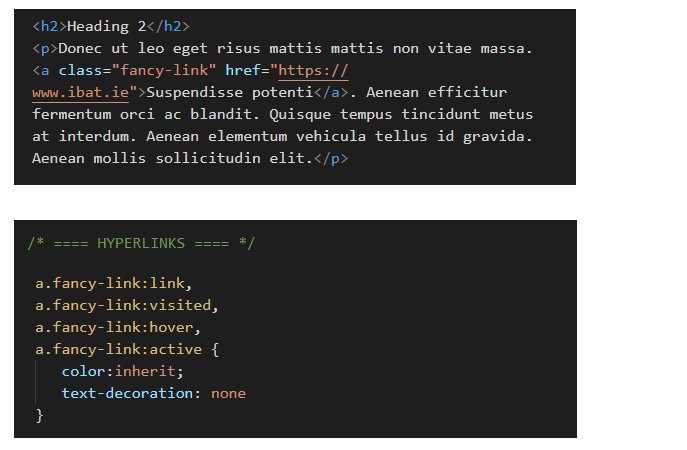 <h2>Heading 2</h2>
<p>Donec ut leo eget risus mattis mattis non vitae massa.
<a class="fancy-link" href="https://
www.ibat.ie">Suspendisse potenti</a>. Aenean efficitur
fermentum orci ac blandit. Quisque tempus tincidunt metus
at interdum. Aenean elementum vehicula tellus id gravida.
Aenean mollis sollicitudin elit.</p>
/* ==== HYPERLINKS ==== */
a.fancy-link:link,
a.fancy-link:visited,
a.fancy-link:hover,
a.fancy-link:active {
color:inherit;
text-decoration: none
}